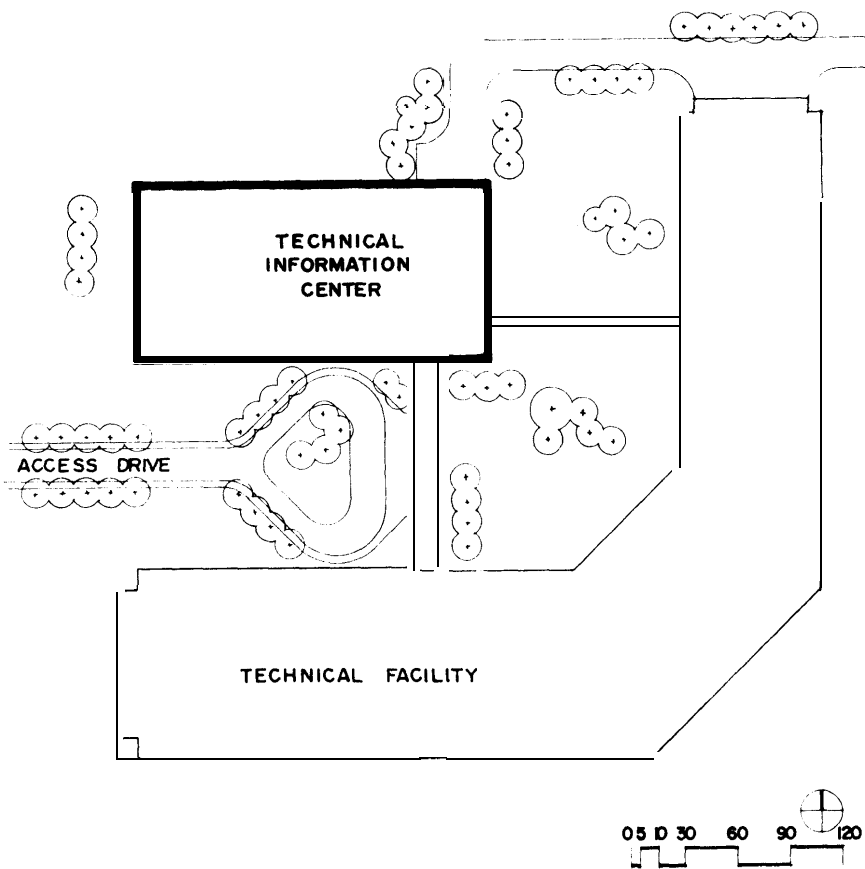 TECHNICAL
INFORMATION
CENTER
ACCESS DRIVE
TECHNICAL FACILITY
0 5 10 30 60 90 120